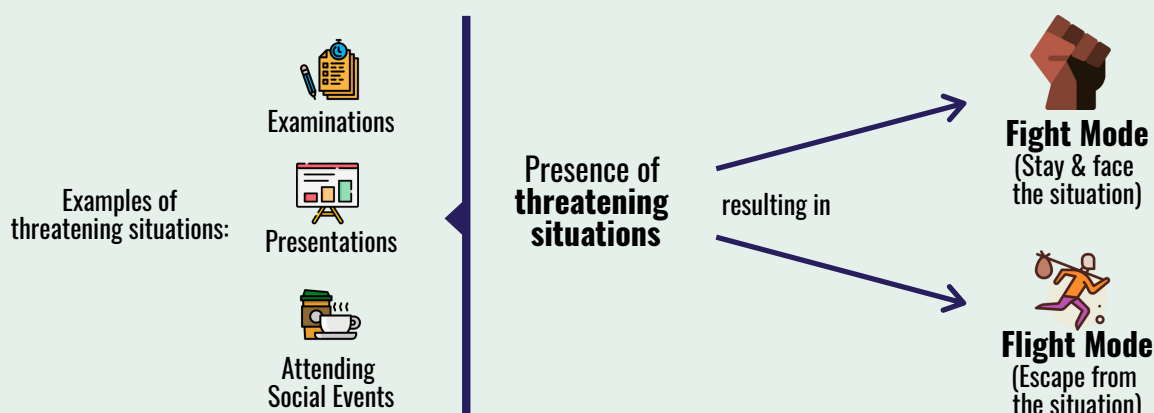 Examples of
threatening situations:
Examinations
Presentations
Attending
Social Events
Presence of
threatening
situations
resulting in
Fight Mode
(Stay & face
the situation)
Flight Mode
(Escape from
the situation)